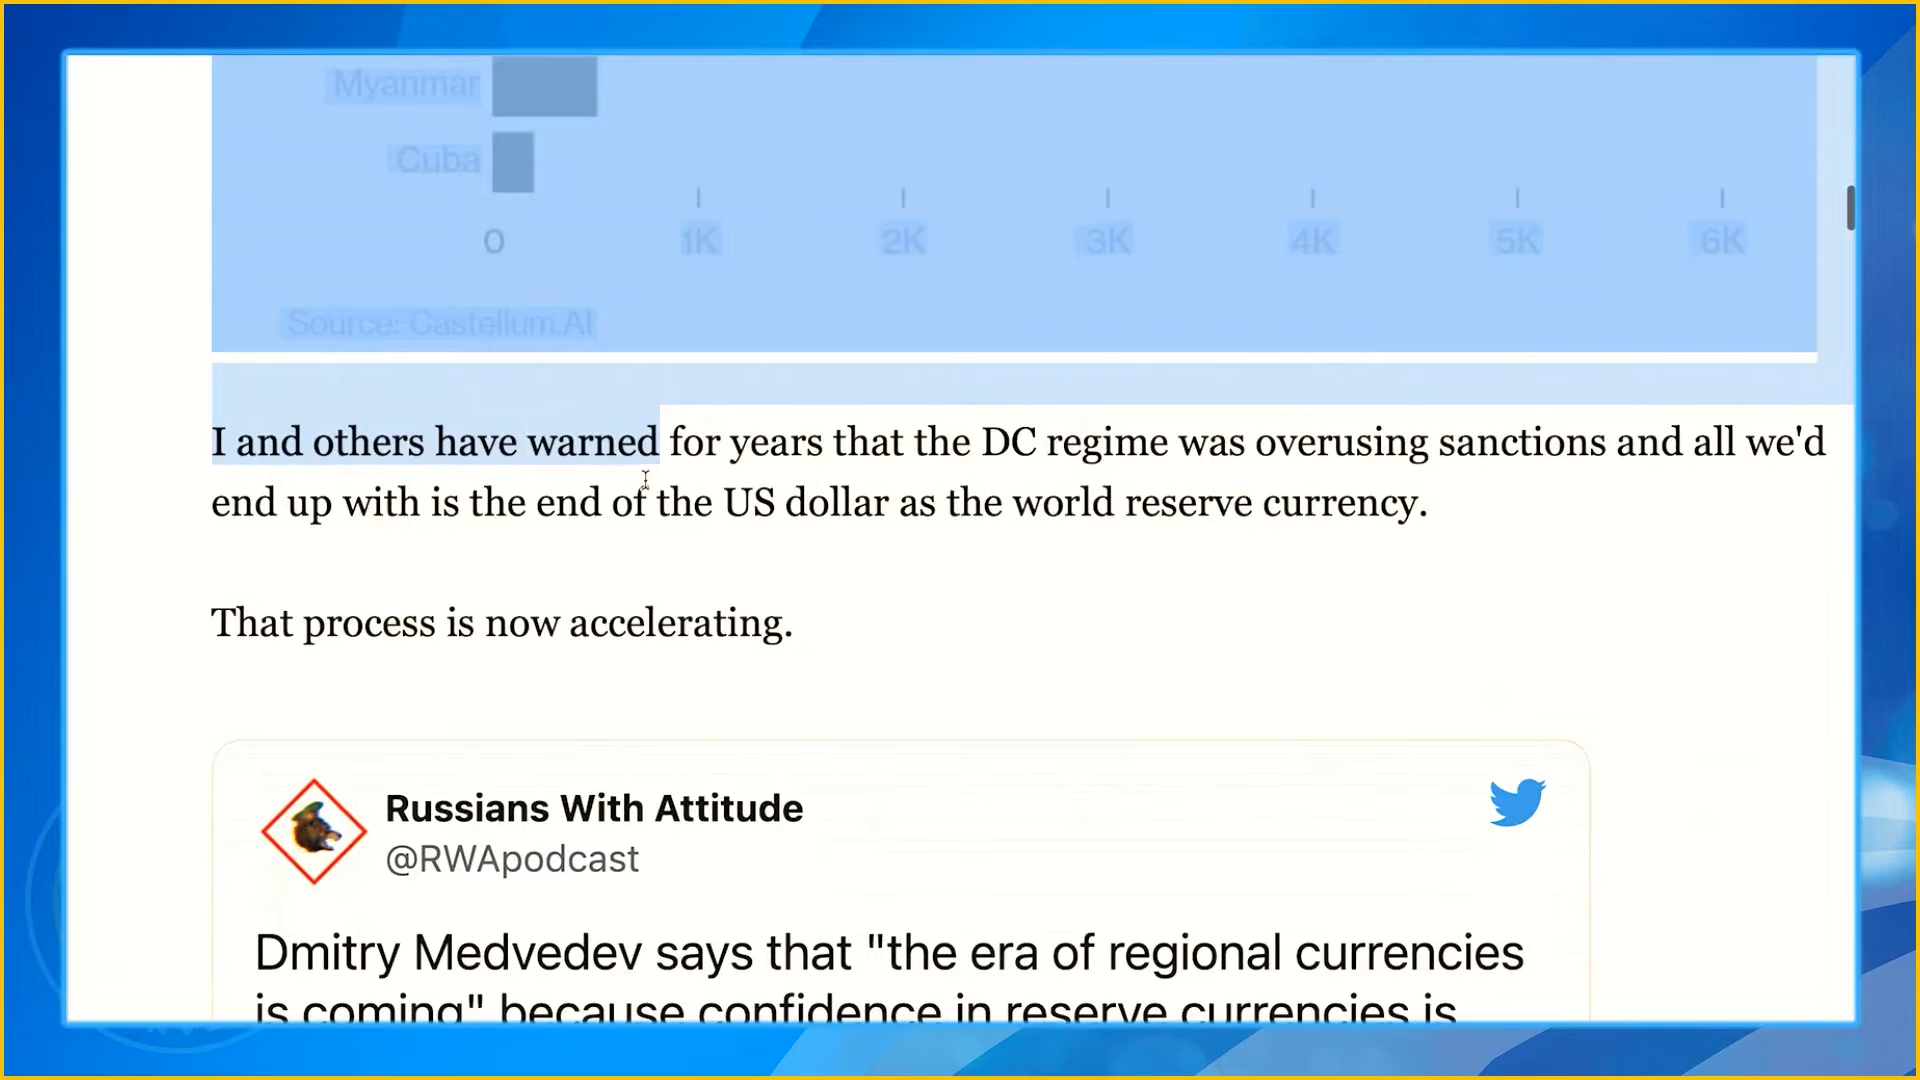 Myanmar
Cuba
0 1K 2K 3K 4K 5K 6K
Source: Castellum.AI
I and others have warned for years that the DC regime was overusing sanctions and all we'd
end up with is the end of the US dollar as the world reserve currency.
That process is now accelerating.
Russians With Attitude
@RWApodcast
Dmitry Medvedev says that "the era of regional currencies
is coming" because confidence in reserve currencies is